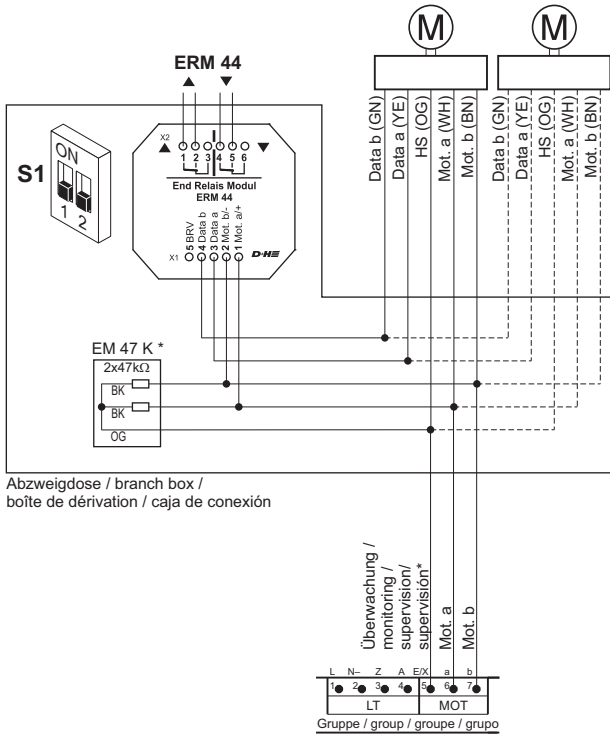 M
M
ERM 44
▲ ▼
Data b (GN)
Data a (YE)
HS (OG)
Mot. a (WH)
Mot. b (BN)
Data b (GN)
Data a (YE)
HS (OG)
Mot. a (WH)
Mot. b (BN)
S1
ON
1 2
X2
▲ ▼
1 2 3 4 5 6
End Relais Modul
ERM 44
5 BRV
4 Data b
3 Data a
2 Mot. b/-
1 Mot. a/+
X1
D+H
EM 47 K *
2x47kΩ
BK
BK
OG
Abzweigdose / branch box /
boîte de dérivation / caja de conexión
Überwachung /
monitoring /
supervision/
supervisión*
Mot. a
Mot. b
L N– Z A E/X a b
1 2 3 4 5 6 7
LT MOT
Gruppe / group / groupe / grupo